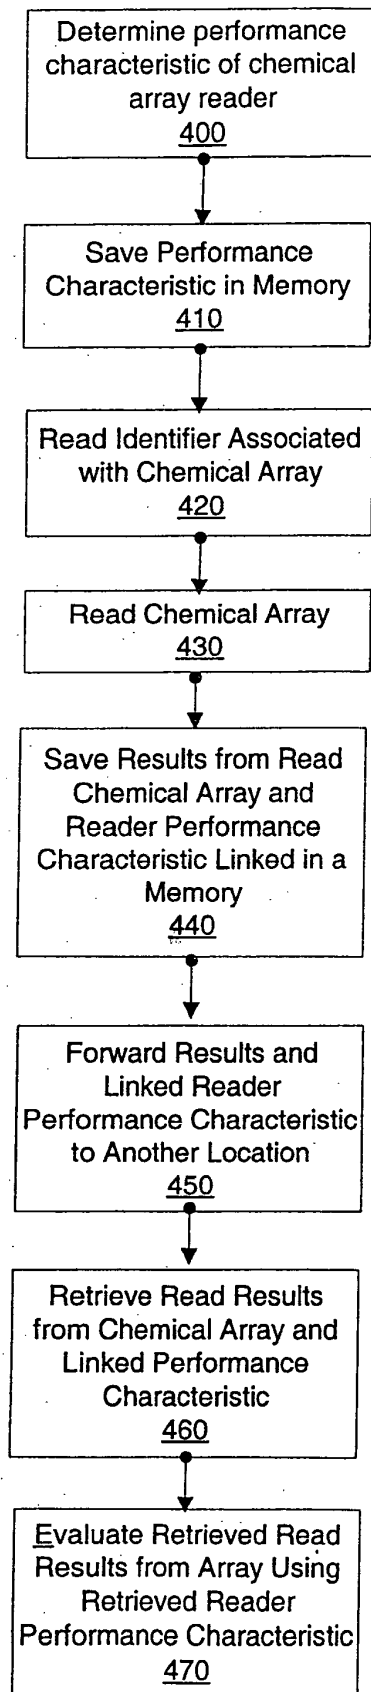 Determine performance
characteristic of chemical
array reader
400
Save Performance
Characteristic in Memory
410
Read Identifier Associated
with Chemical Array
420
Read Chemical Array
430
Save Results from Read
Chemical Array and
Reader Performance
Characteristic Linked in a
Memory
440
Forward Results and
Linked Reader
Performance Characteristic
to Another Location
450
Retrieve Read Results
from Chemical Array and
Linked Performance
Characteristic
460
Evaluate Retrieved Read
Results from Array Using
Retrieved Reader
Performance Characteristic
470